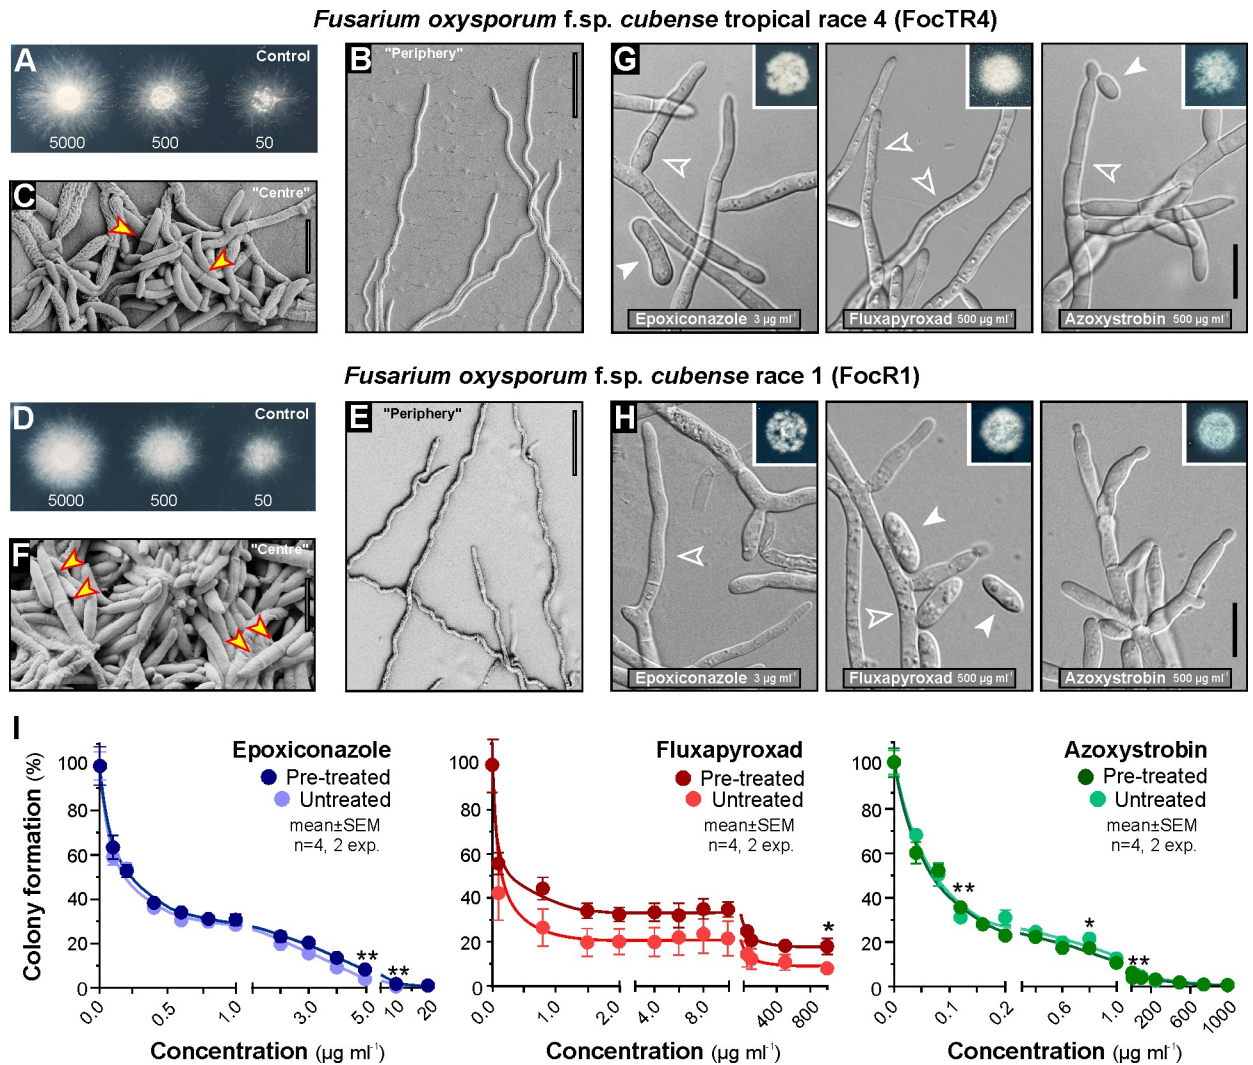 Fusarium oxysporum f.sp. cubense tropical race 4 (FocTR4)
A
Control
5000
500
50
B
"Periphery"
C
"Centre"
G
Epoxiconazole 3 µg ml⁻¹
Fluxapyroxad 500 µg ml⁻¹
Azoxystrobin 500 µg ml⁻¹
Fusarium oxysporum f.sp. cubense race 1 (FocR1)
D
Control
5000
500
50
E
"Periphery"
F
"Centre"
H
Epoxiconazole 3 µg ml⁻¹
Fluxapyroxad 500 µg ml⁻¹
Azoxystrobin 500 µg ml⁻¹
I
Colony formation (%)
100
80
60
40
20
0
Epoxiconazole
Pre-treated
Untreated
mean±SEM
n=4, 2 exp.
**
**
0.0
0.5
1.0
3.0
5.0
10
20
Concentration (µg ml⁻¹)
100
80
60
40
20
0
Fluxapyroxad
Pre-treated
Untreated
mean±SEM
n=4, 2 exp.
*
0.0
1.0
2.0
4.0
8.0
400
800
Concentration (µg ml⁻¹)
100
80
60
40
20
0
Azoxystrobin
Pre-treated
Untreated
mean±SEM
n=4, 2 exp.
**
*
**
0.0
0.1
0.2
0.6
1.0
200
600
1000
Concentration (µg ml⁻¹)